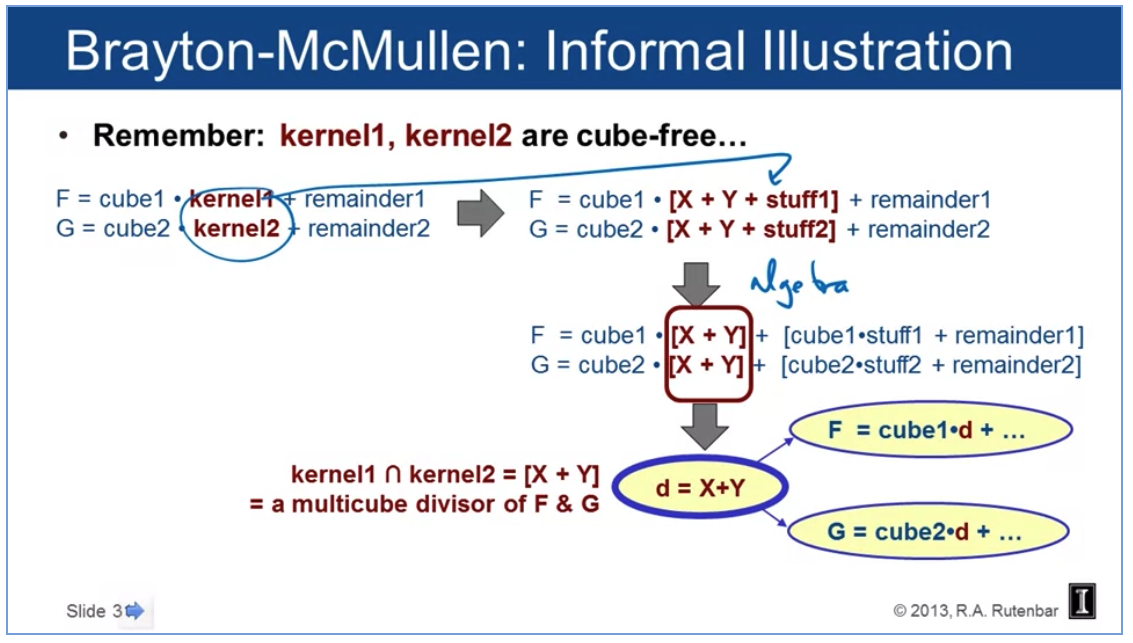 Brayton-McMullen: Informal Illustration
• Remember: kernel1, kernel2 are cube-free…
F = cube1 • kernel1 + remainder1
G = cube2 • kernel2 + remainder2
F = cube1 • [X + Y + stuff1] + remainder1
G = cube2 • [X + Y + stuff2] + remainder2
algebra
F = cube1 • [X + Y] + [cube1•stuff1 + remainder1]
G = cube2 • [X + Y] + [cube2•stuff2 + remainder2]
kernel1 ∩ kernel2 = [X + Y]
= a multicube divisor of F & G
d = X+Y
F = cube1•d + …
G = cube2•d + …
Slide 3
© 2013, R.A. Rutenbar
I